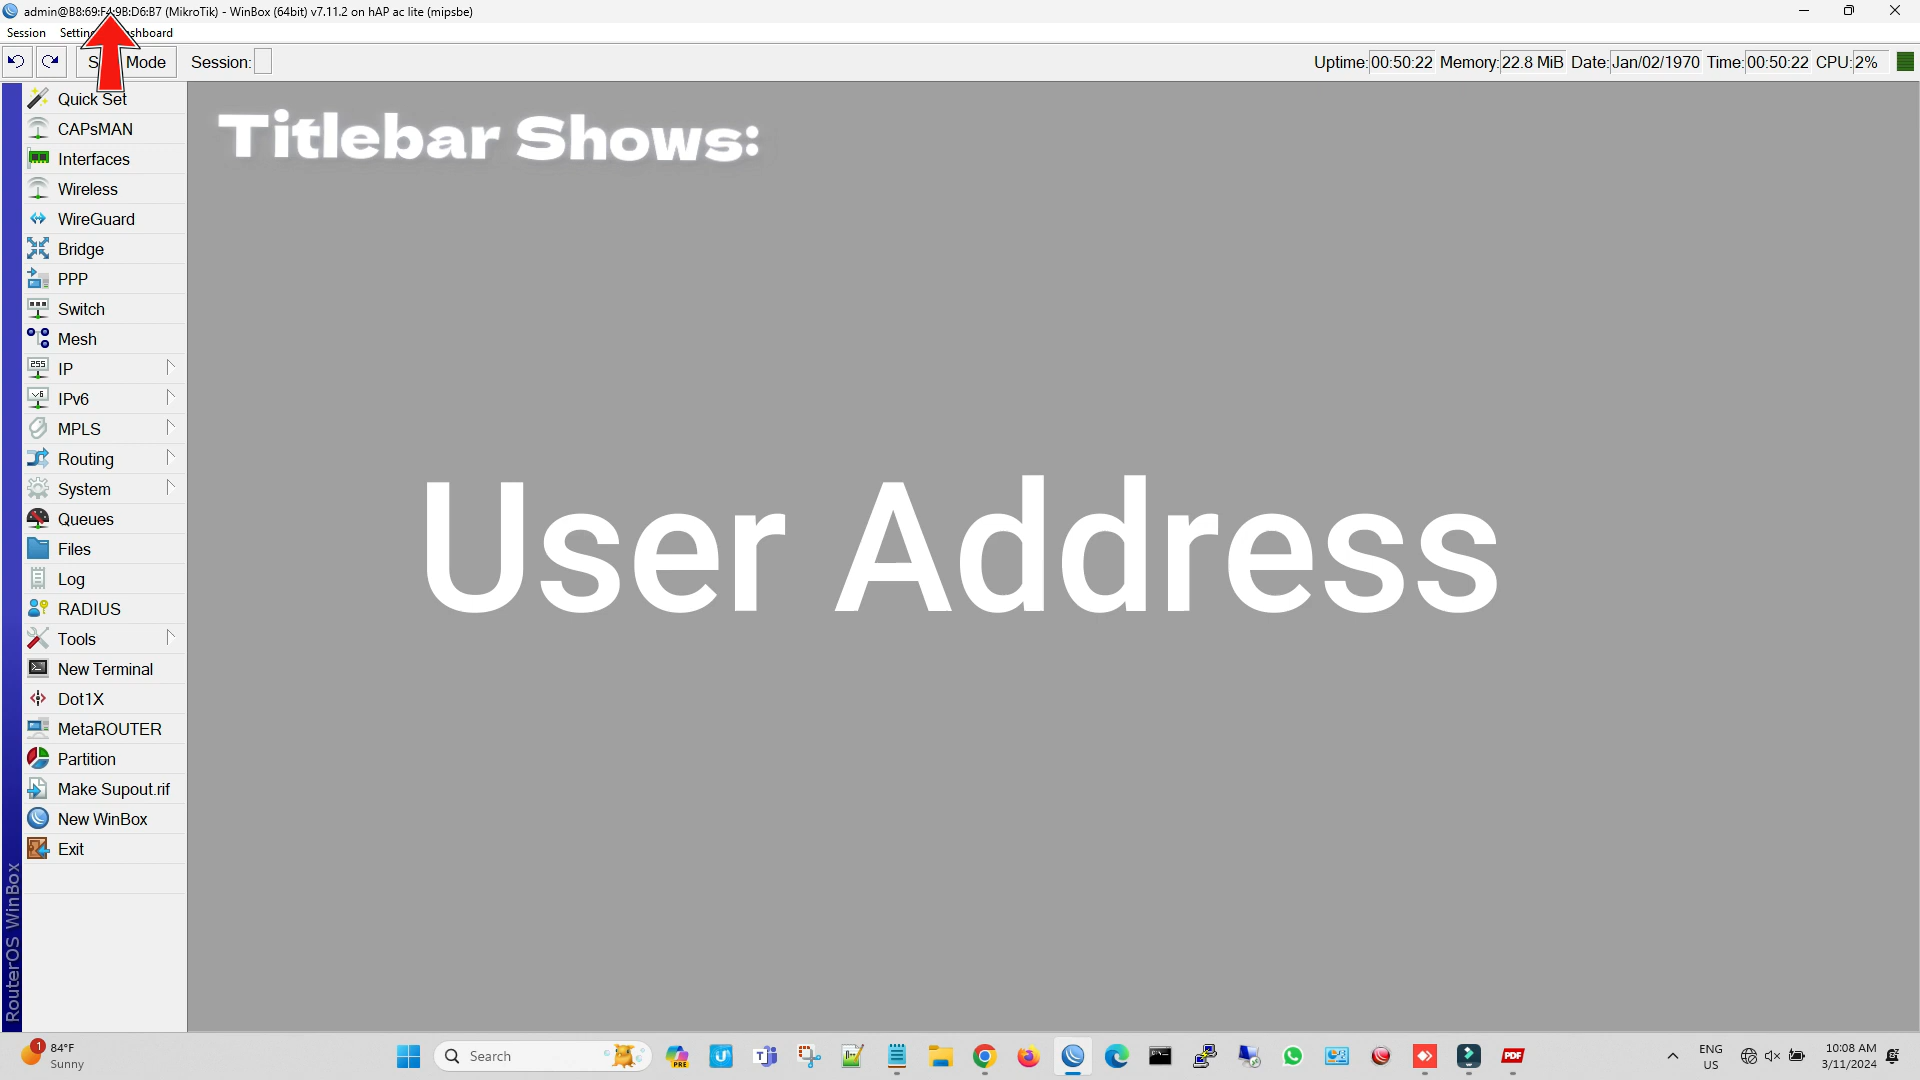 admin@B8:69:F4:9B:D6:B7 (MikroTik) - WinBox (64bit) v7.11.2 on hAP ac lite (mipsbe)
Session
Mode
Session:
Uptime: 00:50:22 Memory: 22.8 MiB Date: Jan/02/1970 Time: 00:50:22 CPU: 2%
Quick Set
CAPsMAN
Interfaces
Wireless
WireGuard
Bridge
PPP
Switch
Mesh
IP
IPv6
MPLS
Routing
System
Queues
Files
Log
RADIUS
Tools
New Terminal
Dot1X
MetaROUTER
Partition
Make Supout.rif
New WinBox
Exit
RouterOS WinBox
Titlebar Shows:
User Address
1
84°F
Sunny
Search
PRE
PDF
ENG
US
10:08 AM
3/11/2024